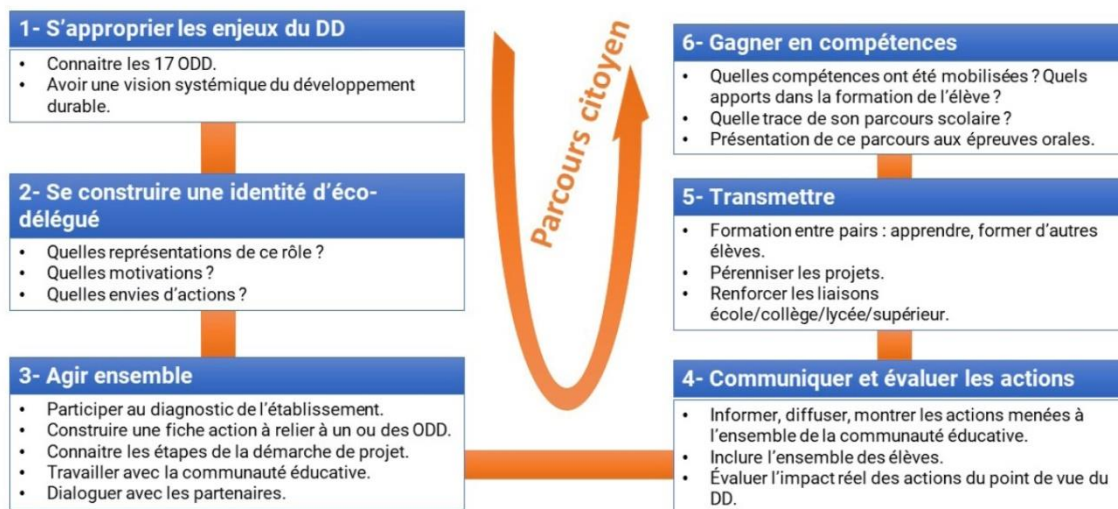 1- S'approprier les enjeux du DD
• Connaitre les 17 ODD.
• Avoir une vision systémique du développement
durable.
2- Se construire une identité d'éco-
délégué
• Quelles représentations de ce rôle ?
• Quelles motivations ?
• Quelles envies d'actions ?
3- Agir ensemble
• Participer au diagnostic de l'établissement.
• Construire une fiche action à relier à un ou des ODD.
• Connaitre les étapes de la démarche de projet.
• Travailler avec la communauté éducative.
• Dialoguer avec les partenaires.
Parcours citoyen
6- Gagner en compétences
• Quelles compétences ont été mobilisées ? Quels
apports dans la formation de l'élève ?
• Quelle trace de son parcours scolaire ?
• Présentation de ce parcours aux épreuves orales.
5- Transmettre
• Formation entre pairs : apprendre, former d'autres
élèves.
• Pérenniser les projets.
• Renforcer les liaisons
école/collège/lycée/supérieur.
4- Communiquer et évaluer les actions
• Informer, diffuser, montrer les actions menées à
l'ensemble de la communauté éducative.
• Inclure l'ensemble des élèves.
• Évaluer l'impact réel des actions du point de vue du
DD.